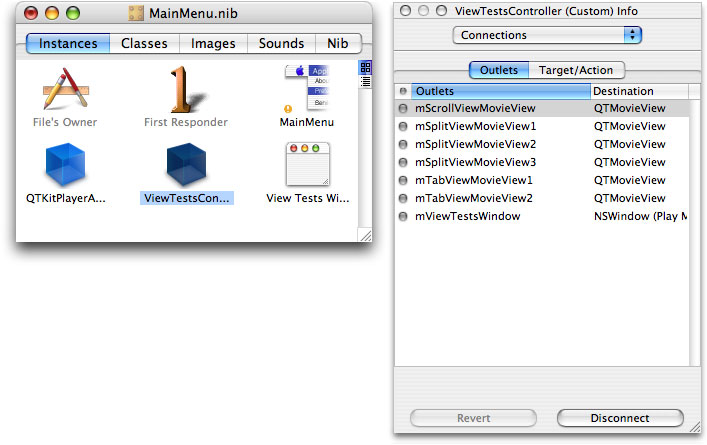 MainMenu.nib
Instances Classes Images Sounds Nib
File's Owner First Responder MainMenu
QTKitPlayerA... ViewTestsCon... View Tests Wi...
ViewTestsController (Custom) Info
Connections
Outlets Target/Action
Outlets Destination
mScrollViewMovieView QTMovieView
mSplitViewMovieView1 QTMovieView
mSplitViewMovieView2 QTMovieView
mSplitViewMovieView3 QTMovieView
mTabViewMovieView1 QTMovieView
mTabViewMovieView2 QTMovieView
mViewTestsWindow NSWindow (Play M
Revert Disconnect